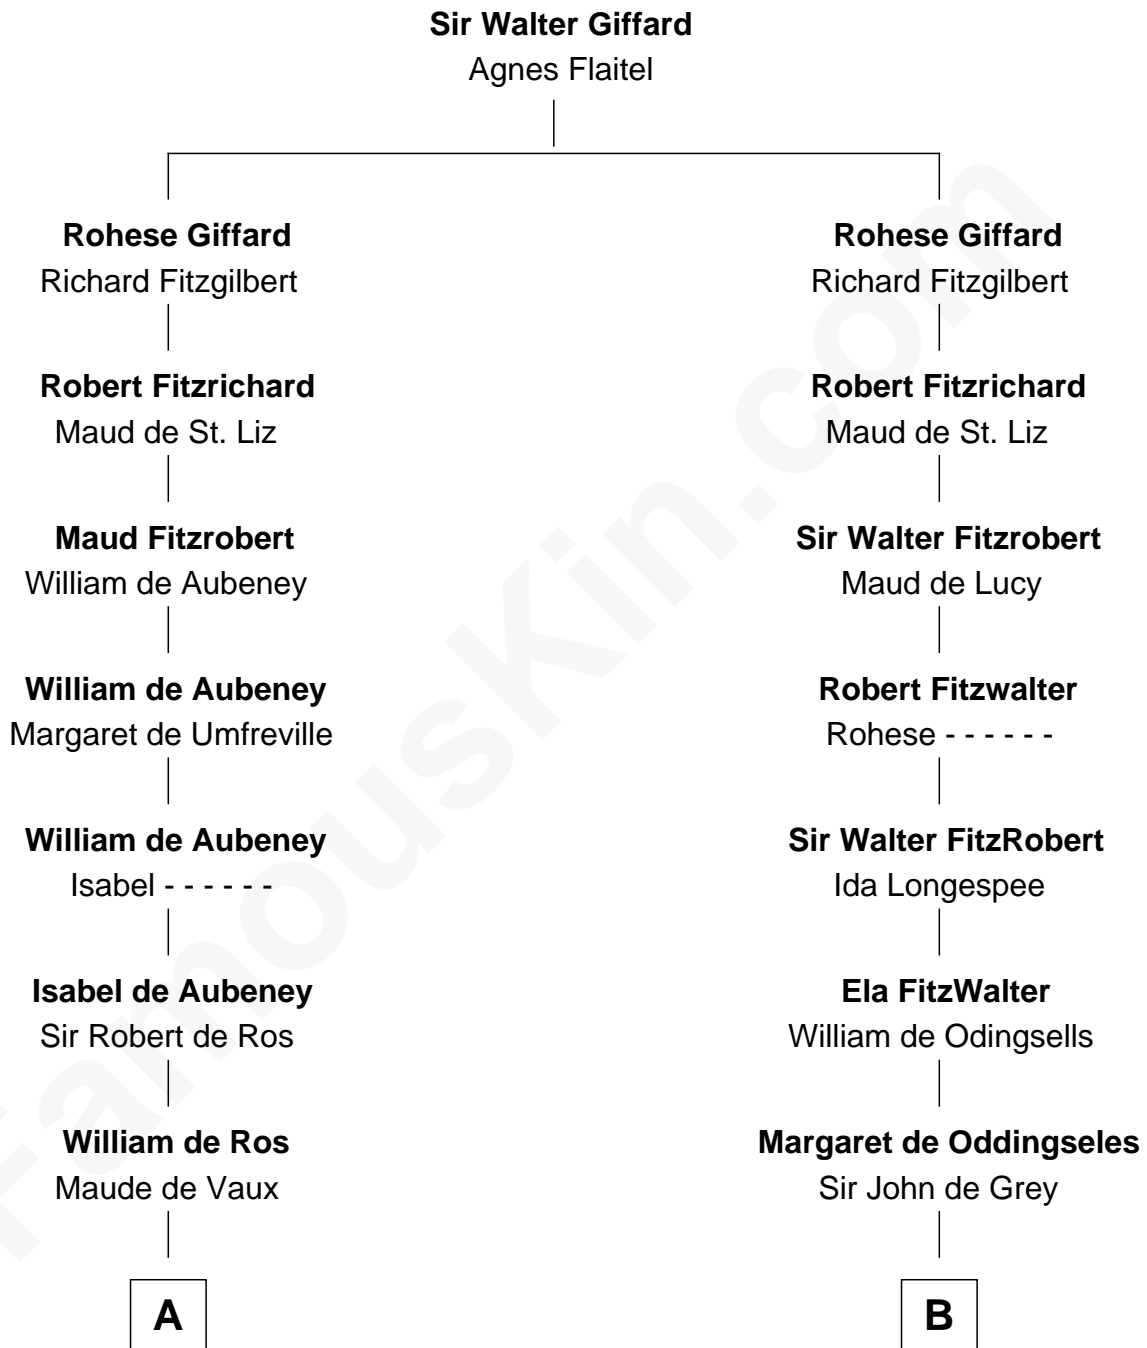 Sir Walter Giffard
Agnes Flaitel
Rohese Giffard
Richard Fitzgilbert
Robert Fitzrichard
Maud de St. Liz
Maud Fitzrobert
William de Aubeney
William de Aubeney
Margaret de Umfreville
William de Aubeney
Isabel - - - - - -
Isabel de Aubeney
Sir Robert de Ros
William de Ros
Maude de Vaux
A
Rohese Giffard
Richard Fitzgilbert
Robert Fitzrichard
Maud de St. Liz
Sir Walter Fitzrobert
Maud de Lucy
Robert Fitzwalter
Rohese - - - - - -
Sir Walter FitzRobert
Ida Longespee
Ela FitzWalter
William de Odingsells
Margaret de Oddingseles
Sir John de Grey
B
FamousKin.com